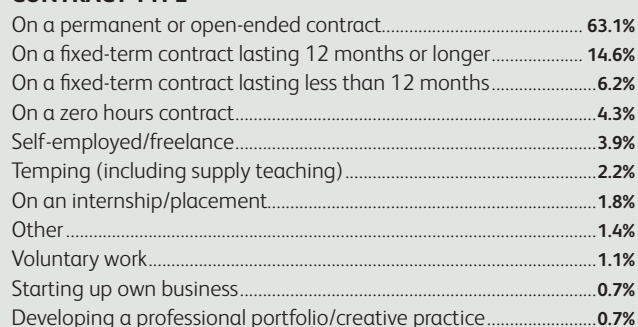 CONTRACT TYPE
On a permanent or open-ended contract 63.1%
On a fixed-term contract lasting 12 months or longer 14.6%
On a fixed-term contract lasting less than 12 months 6.2%
On a zero hours contract 4.3%
Self-employed/freelance 3.9%
Temping (including supply teaching) 2.2%
On an internship/placement 1.8%
Other 1.4%
Voluntary work 1.1%
Starting up own business 0.7%
Developing a professional portfolio/creative practice 0.7%